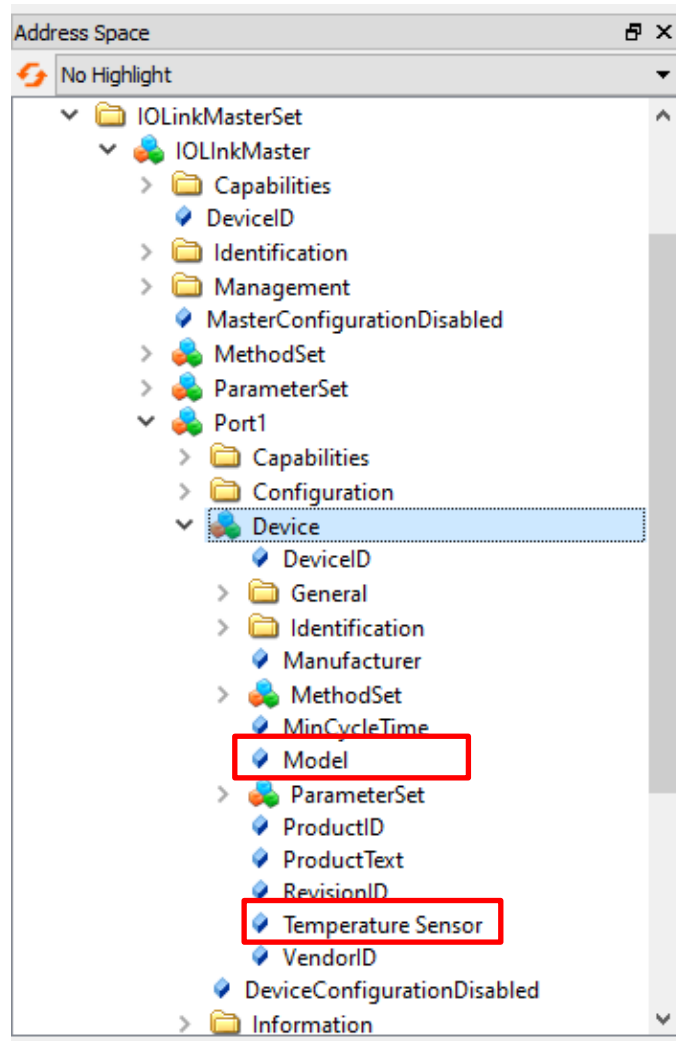 Address Space
No Highlight
IOLinkMasterSet
IOLInkMaster
Capabilities
DeviceID
Identification
Management
MasterConfigurationDisabled
MethodSet
ParameterSet
Port1
Capabilities
Configuration
Device
DeviceID
General
Identification
Manufacturer
MethodSet
MinCycleTime
Model
ParameterSet
ProductID
ProductText
RevisionID
Temperature Sensor
VendorID
DeviceConfigurationDisabled
Information